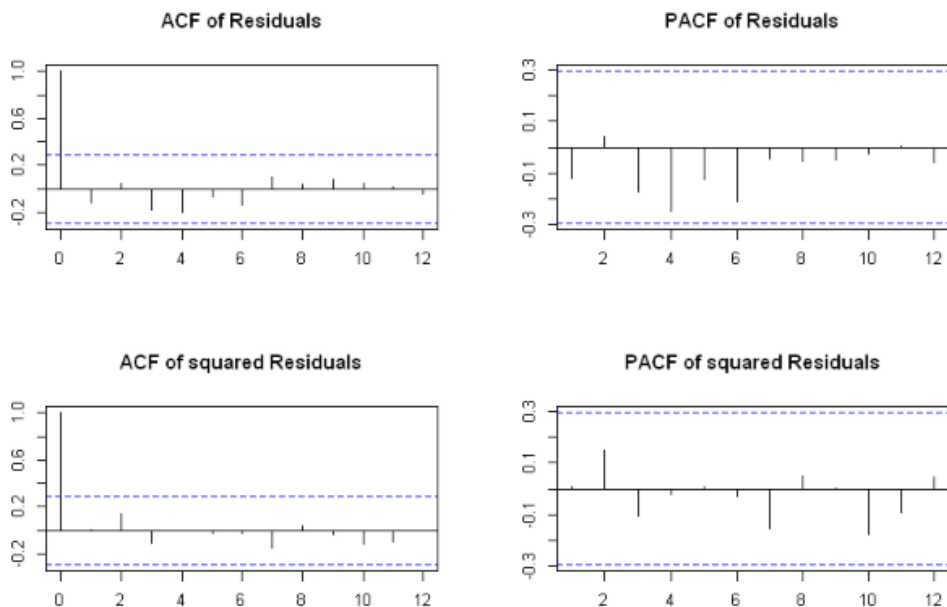 ACF of Residuals
1.0
0.6
0.2
-0.2
0 2 4 6 8 10 12
PACF of Residuals
0.3
0.1
-0.1
-0.3
2 4 6 8 10 12
ACF of squared Residuals
1.0
0.6
0.2
-0.2
0 2 4 6 8 10 12
PACF of squared Residuals
0.3
0.1
-0.1
-0.3
2 4 6 8 10 12